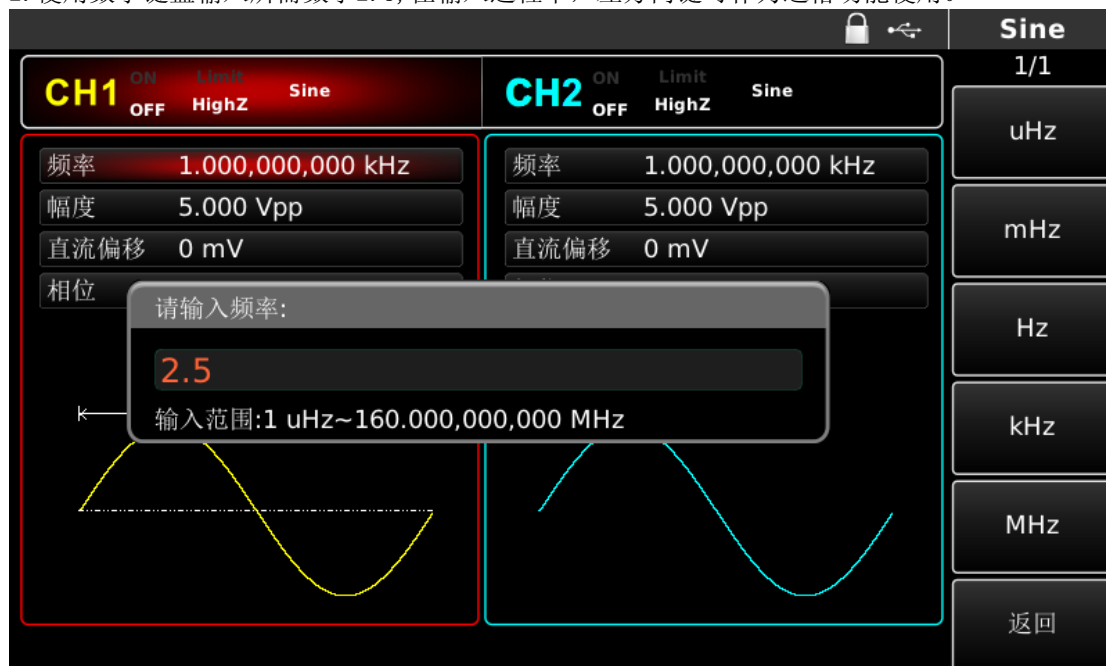 Sine
1/1
CH1 ON OFF Limit HighZ Sine
CH2 ON OFF Limit HighZ Sine
频率 1.000,000,000 kHz
幅度 5.000 Vpp
直流偏移 0 mV
相位
频率 1.000,000,000 kHz
幅度 5.000 Vpp
直流偏移 0 mV
请输入频率:
2.5
输入范围:1 uHz~160.000,000,000 MHz
uHz
mHz
Hz
kHz
MHz
返回